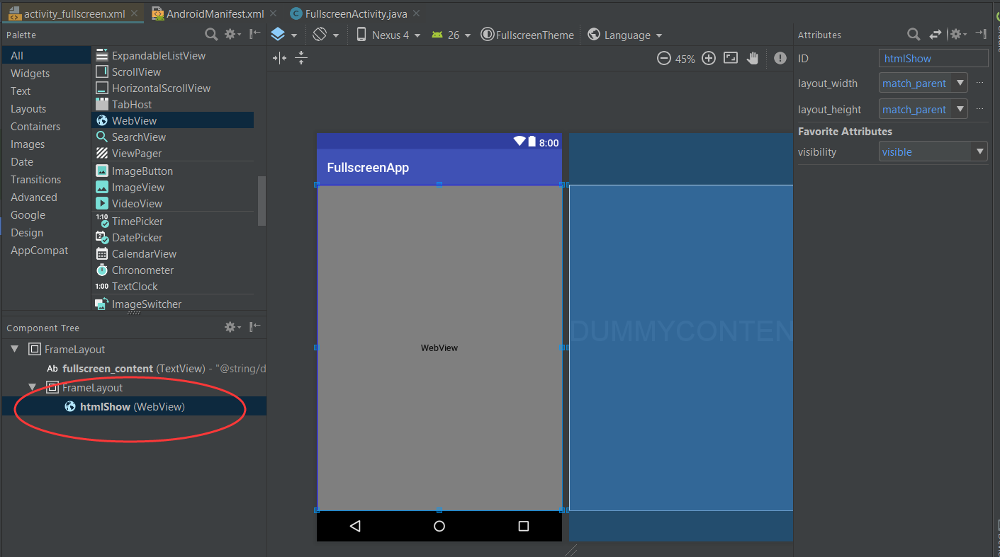 activity_fullscreen.xml AndroidManifest.xml FullscreenActivity.java
Palette
Nexus 4 26 FullscreenTheme Language
Attributes
All
Widgets
Text
Layouts
Containers
Images
Date
Transitions
Advanced
Google
Design
AppCompat
ExpandableListView
ScrollView
HorizontalScrollView
TabHost
WebView
SearchView
ViewPager
ImageButton
ImageView
VideoView
1:10 TimePicker
2 DatePicker
CalendarView
Chronometer
1:00 TextClock
ImageSwitcher
Component Tree
FrameLayout
Ab fullscreen_content (TextView) - "@string/d
FrameLayout
htmlShow (WebView)
45%
8:00
FullscreenApp
WebView
DUMMYCONTEN
ID htmlShow
layout_width match_parent ...
layout_height match_parent ...
Favorite Attributes
visibility visible